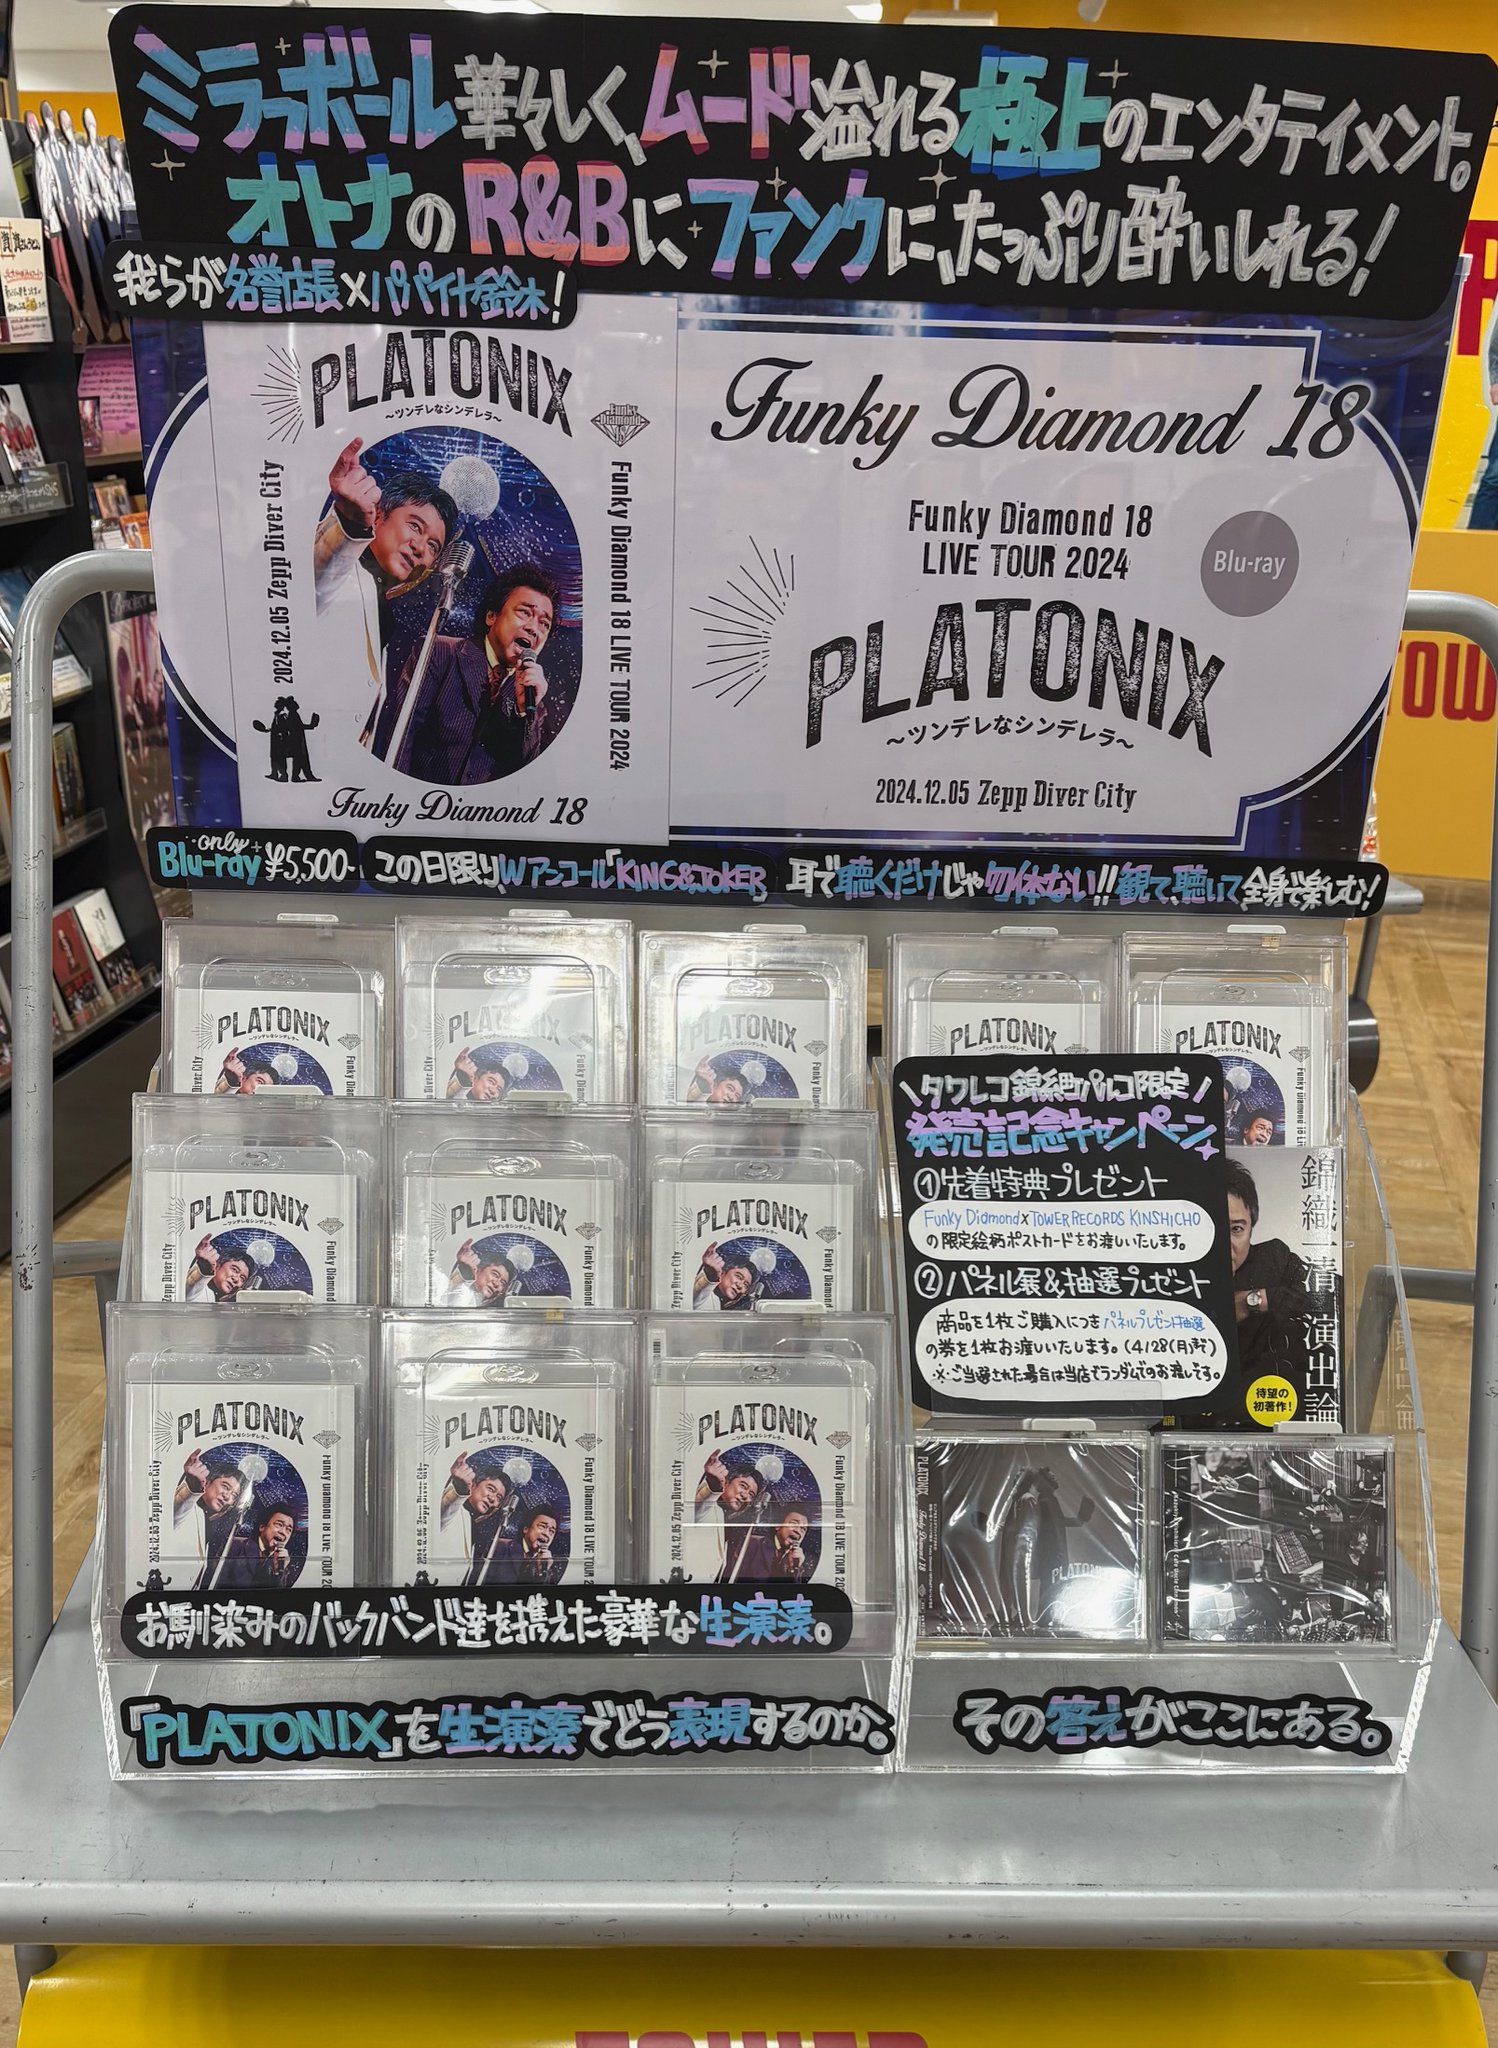 ミラーボール華々しく、ムード溢れる極上のエンタテイメント。
オトナのR&Bにファンクに、たっぷり酔いしれる!
我らが名誉店長×パパイヤ鈴木!
PLATONIX
~ツンデレなシンデレラ~
Funky Diamond 18
2024.12.05 Zepp Diver City
Funky Diamond 18 LIVE TOUR 2024
Funky Diamond 18
Funky Diamond 18
Funky Diamond 18
LIVE TOUR 2024
Blu-ray
PLATONIX
~ツンデレなシンデレラ~
2024.12.05 Zepp Diver City
only
Blu-ray ¥5,500-
この日限り、Wアンコール「KING&JOKER」
耳で聴くだけじゃ勿体ない!!観て、聴いて全身で楽しむ!
PLATONIX
PLATONIX
PLATONIX
PLATONIX
PLATONIX
PLATONIX
PLATONIX
PLATONIX
PLATONIX
PLATONIX
PLATONIX
タワレコ錦糸町パルコ限定
発売記念キャンペーン
①先着特典プレゼント
Funky Diamond×TOWER RECORDS KINSHICHO
の限定絵柄ポストカードをお渡しいたします。
②パネル展&抽選プレゼント
商品を1枚ご購入につきパネルプレゼント抽選
の券を1枚お渡しいたします。(4/28(月)まで)
※ご当選された場合は当店でランダムでのお渡しです。
錦織一清 演出論
待望の
初著作!
PLATONIX
お馴染みのバックバンド達を携えた豪華な生演奏。
「PLATONIX」を生演奏でどう表現するのか。
その答えがここにある。
TOW
TOWER